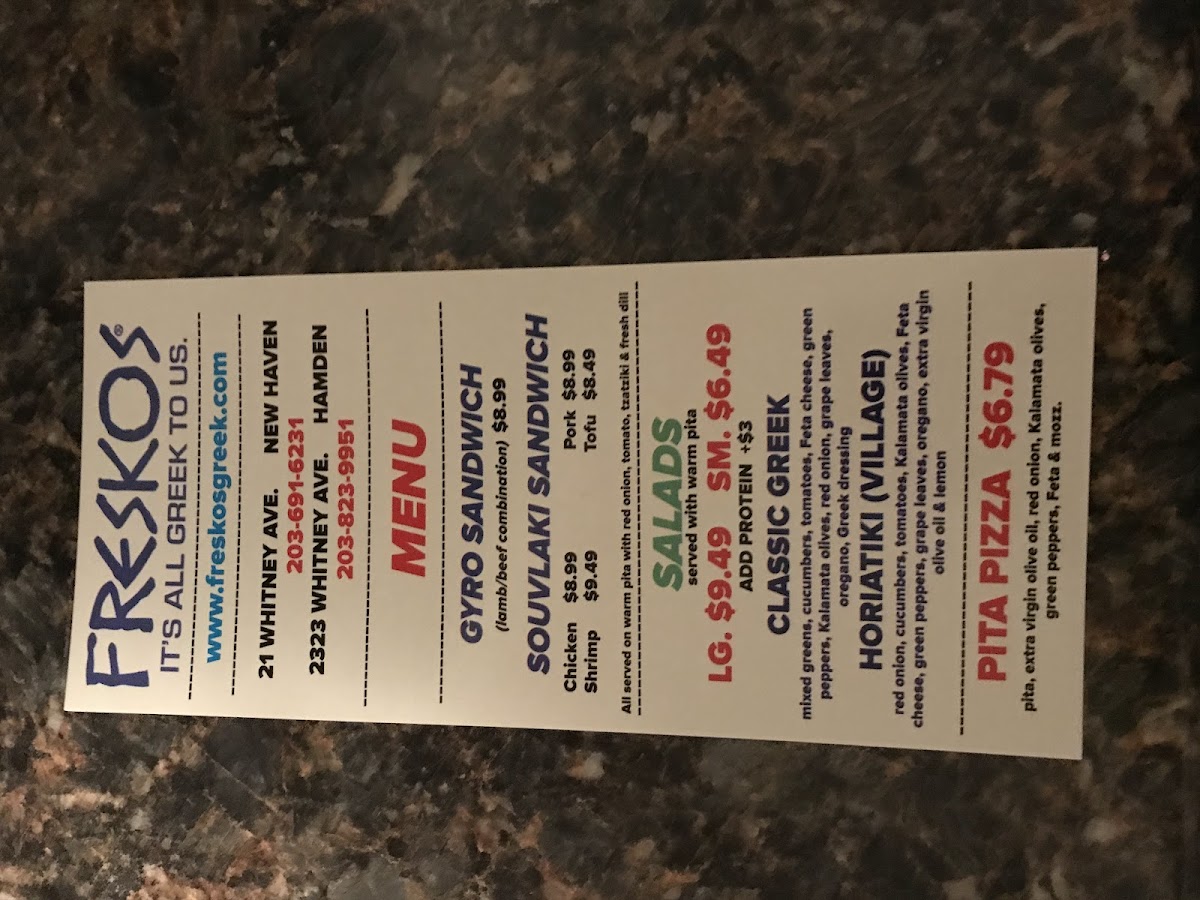 FRESKOS®
IT'S ALL GREEK TO US.
www.freskosgreek.com
21 WHITNEY AVE. NEW HAVEN
203-691-6231
2323 WHITNEY AVE. HAMDEN
203-823-9951
MENU
GYRO SANDWICH
(lamb/beef combination) $8.99
SOUVLAKI SANDWICH
Chicken $8.99 Pork $8.99
Shrimp $9.49 Tofu $8.49
All served on warm pita with red onion, tomato, tzatziki & fresh dill
SALADS
served with warm pita
LG. $9.49 SM. $6.49
ADD PROTEIN +$3
CLASSIC GREEK
mixed greens, cucumbers, tomatoes, Feta cheese, green
peppers, Kalamata olives, red onion, grape leaves,
oregano, Greek dressing
HORIATIKI (VILLAGE)
red onion, cucumbers, tomatoes, Kalamata olives, Feta
cheese, green peppers, grape leaves, oregano, extra virgin
olive oil & lemon
PITA PIZZA $6.79
pita, extra virgin olive oil, red onion, Kalamata olives,
green peppers, Feta & mozz.